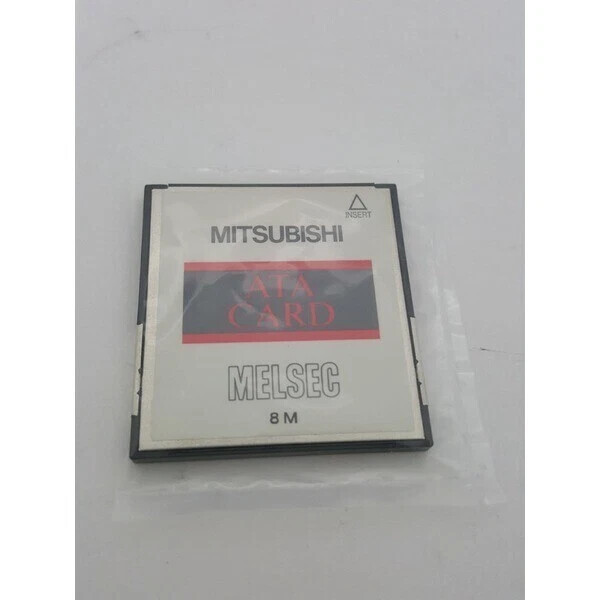 INSERT
MITSUBISHI
ATA
CARD
MELSEC
8M